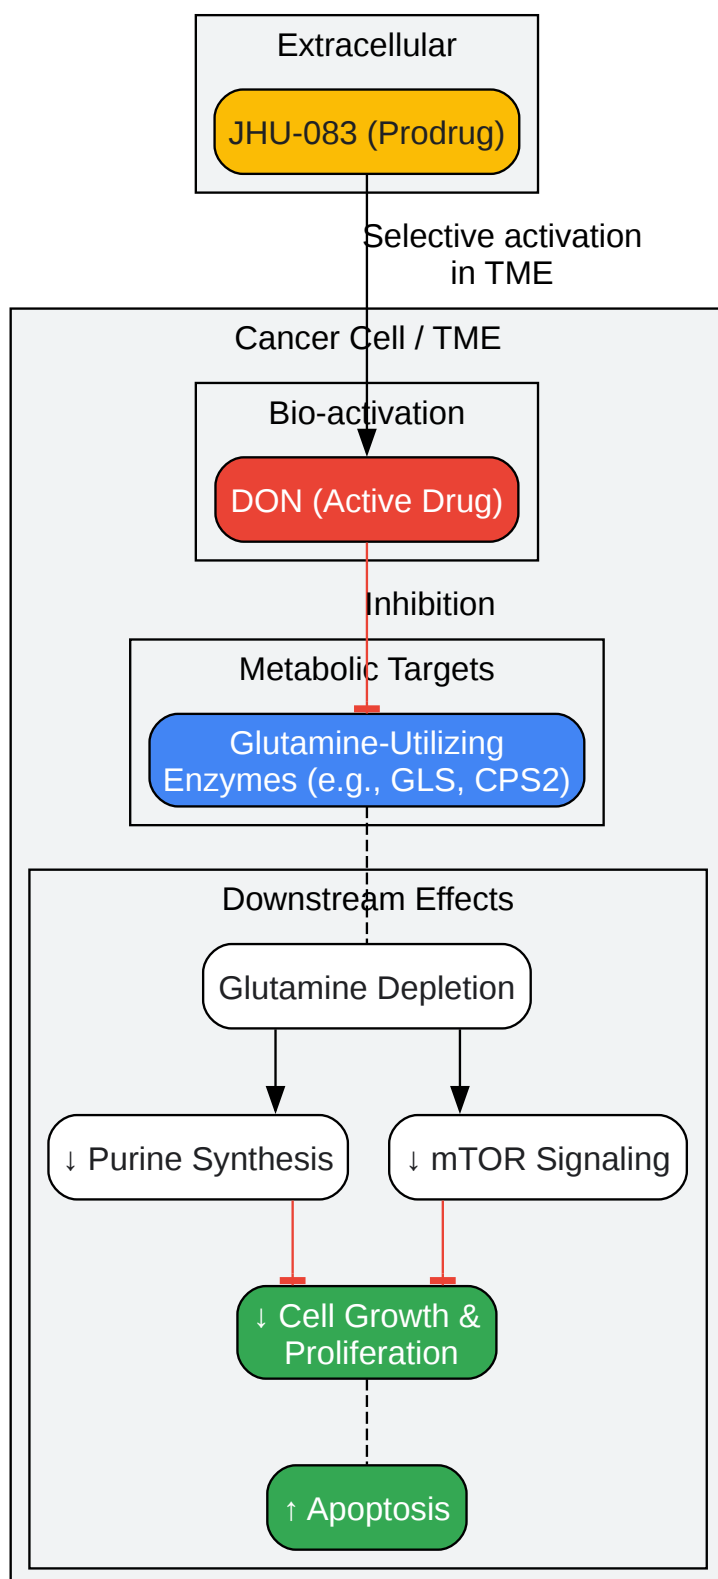 Extracellular
JHU-083 (Prodrug)
Selective activation
in TME
Cancer Cell / TME
Bio-activation
DON (Active Drug)
Inhibition
Metabolic Targets
Glutamine-Utilizing
Enzymes (e.g., GLS, CPS2)
Downstream Effects
Glutamine Depletion
↓ Purine Synthesis
↓ mTOR Signaling
↓ Cell Growth &
Proliferation
↑ Apoptosis